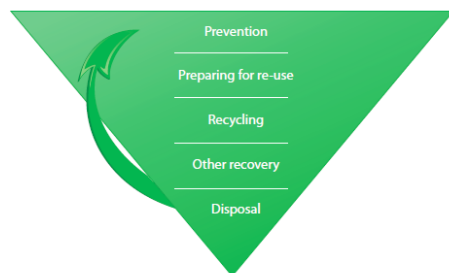 Prevention
Preparing for re-use
Recycling
Other recovery
Disposal